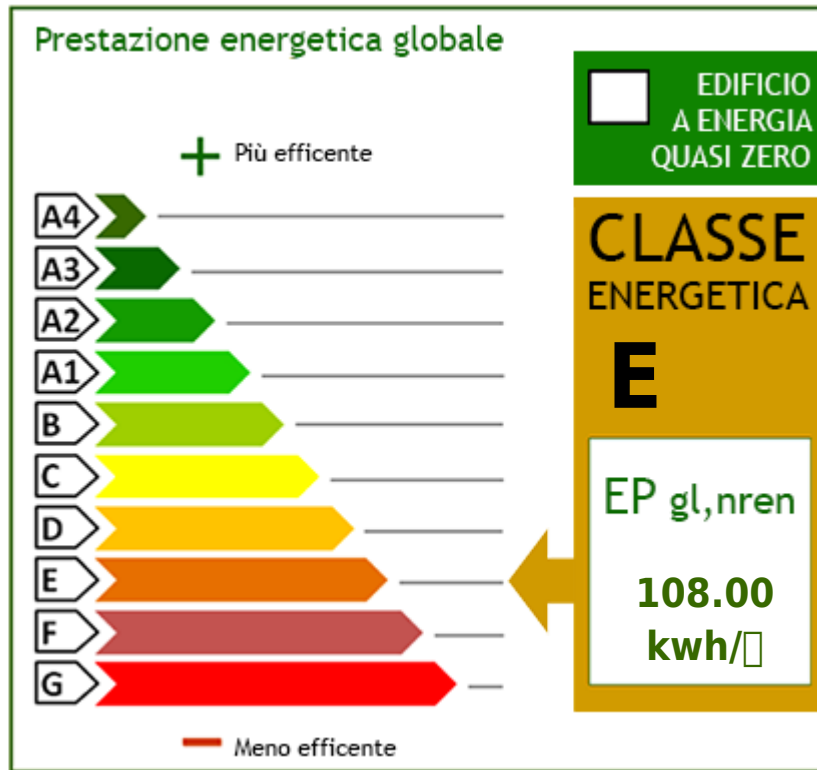 Prestazione energetica globale
+ Più efficente
A4
A3
A2
A1
B
C
D
E
F
G
Meno efficente
EDIFICIO
A ENERGIA
QUASI ZERO
CLASSE
ENERGETICA
E
EP gl,nren
108.00
kwh/▯